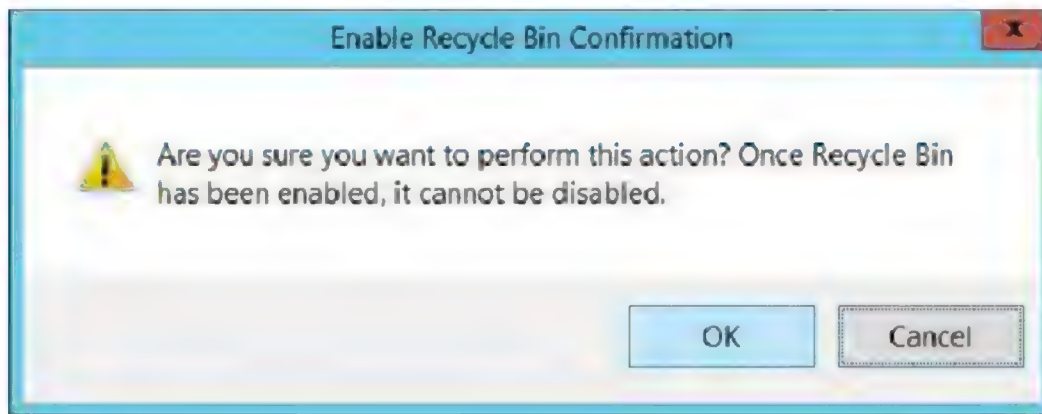 Enable Recycle Bin Confirmation
x
Are you sure you want to perform this action? Once Recycle Bin
has been enabled, it cannot be disabled.
OK
Cancel